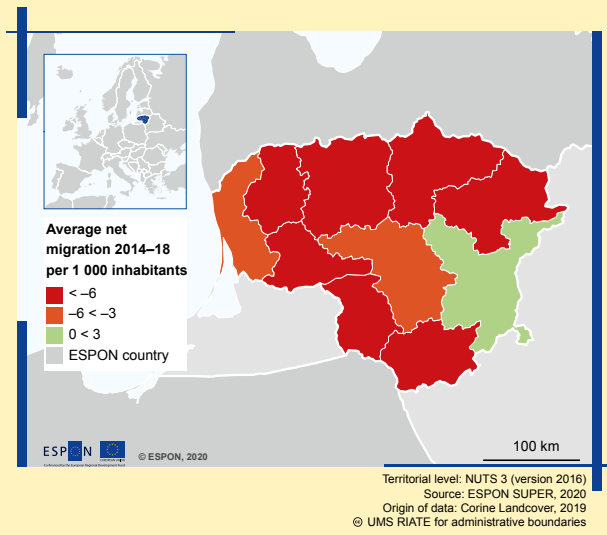 Average net
migration 2014–18
per 1 000 inhabitants
< –6
–6 < –3
0 < 3
ESPON country
ESPON
© ESPON, 2020
100 km
Territorial level: NUTS 3 (version 2016)
Source: ESPON SUPER, 2020
Origin of data: Corine Landcover, 2019
UMS RIATE for administrative boundaries